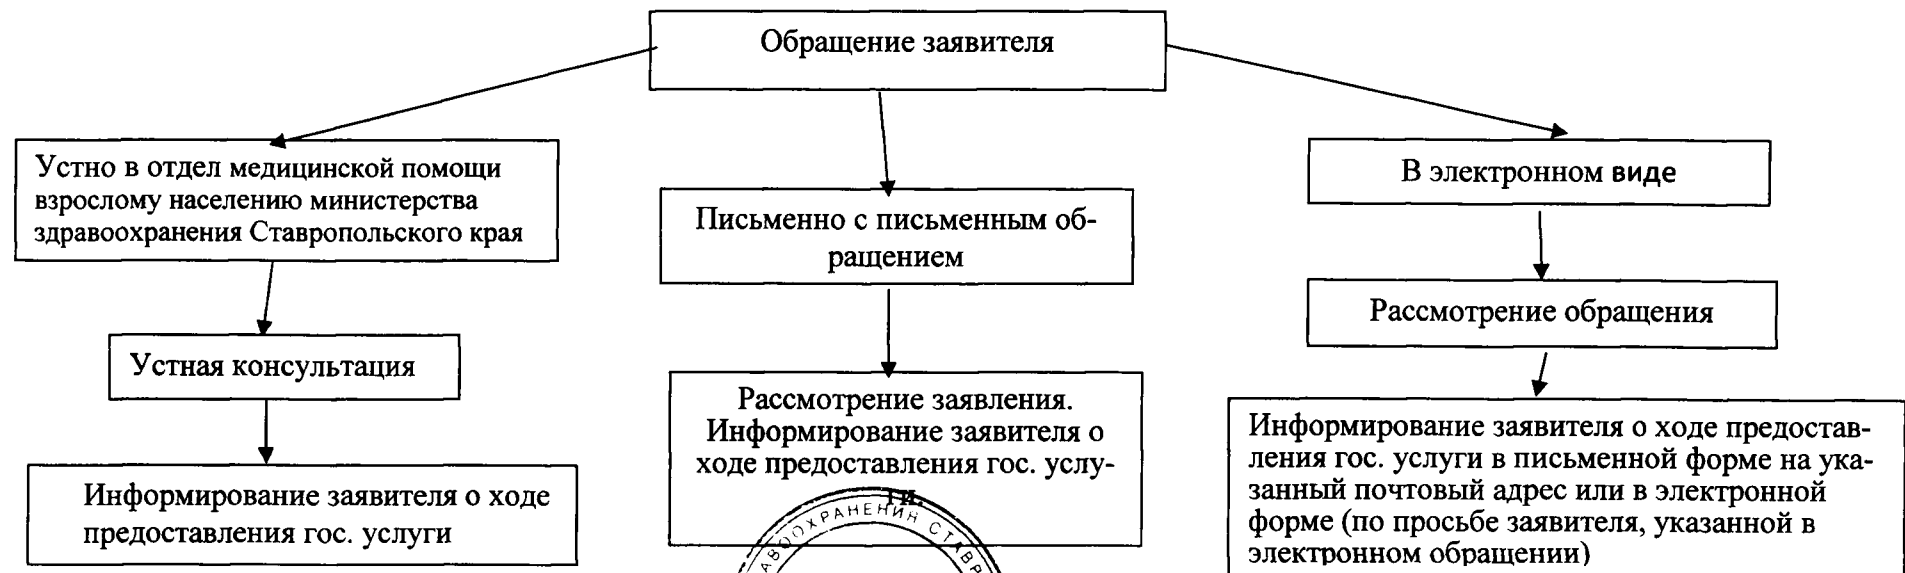 Обращение заявителя
Устно в отдел медицинской помощи
взрослому населению министерства
здравоохранения Ставропольского края
Устная консультация
Информирование заявителя о ходе
предоставления гос. услуги
Письменно с письменным об-
ращением
Рассмотрение заявления.
Информирование заявителя о
ходе предоставления гос. услу-
ги.
В электронном виде
Рассмотрение обращения
Информирование заявителя о ходе предостав-
ления гос. услуги в письменной форме на ука-
занный почтовый адрес или в электронной
форме (по просьбе заявителя, указанной в
электронном обращении)